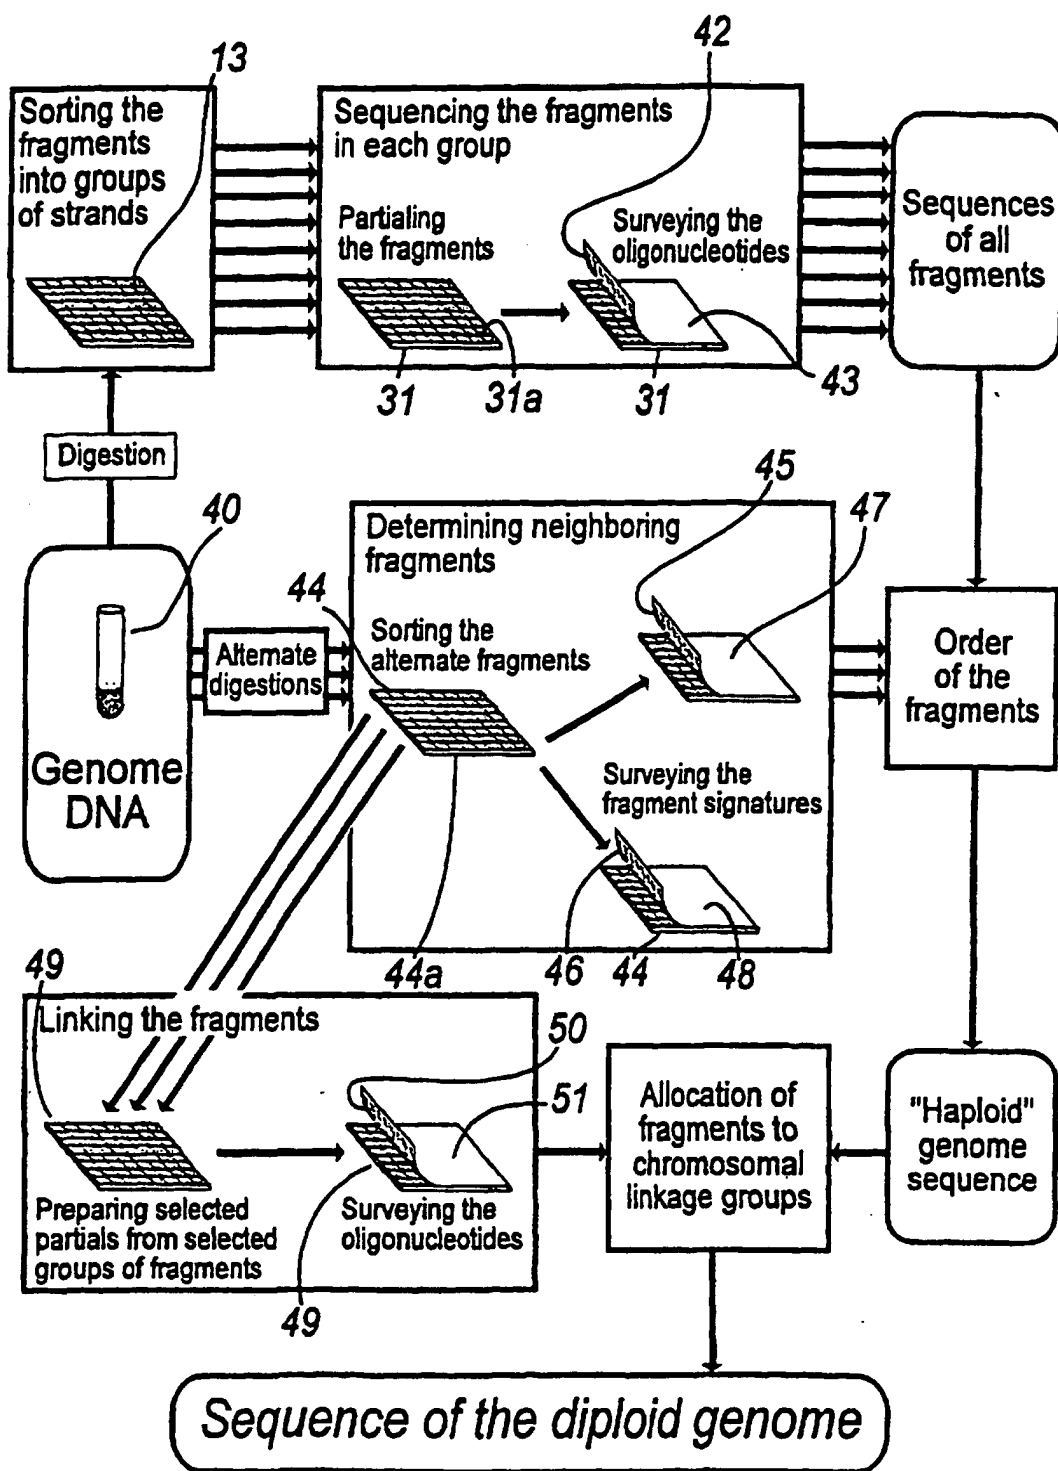 42
13
Sorting the
fragments
into groups
of strands
Sequencing the fragments
in each group
Partialing
the fragments
Surveying the
oligonucleotides
Sequences
of all
fragments
31
31a
31
43
Digestion
40
Genome
DNA
Alternate
digestions
45
47
Determining neighboring
fragments
44
Sorting the
alternate fragments
Surveying the
fragment signatures
44a
46
44
48
Order
of the
fragments
49
Linking the fragments
50
51
Preparing selected
partials from selected
groups of fragments
Surveying the
oligonucleotides
49
Allocation of
fragments to
chromosomal
linkage groups
"Haploid"
genome
sequence
Sequence of the diploid genome